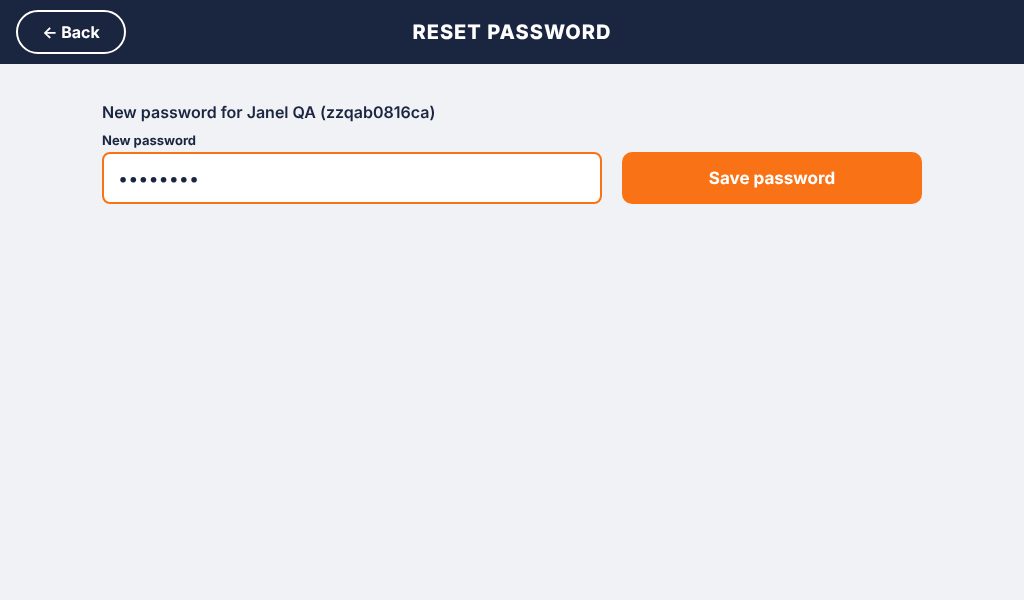 ← Back
RESET PASSWORD
New password for Janel QA (zzqab0816ca)
New password
••••••••
Save password